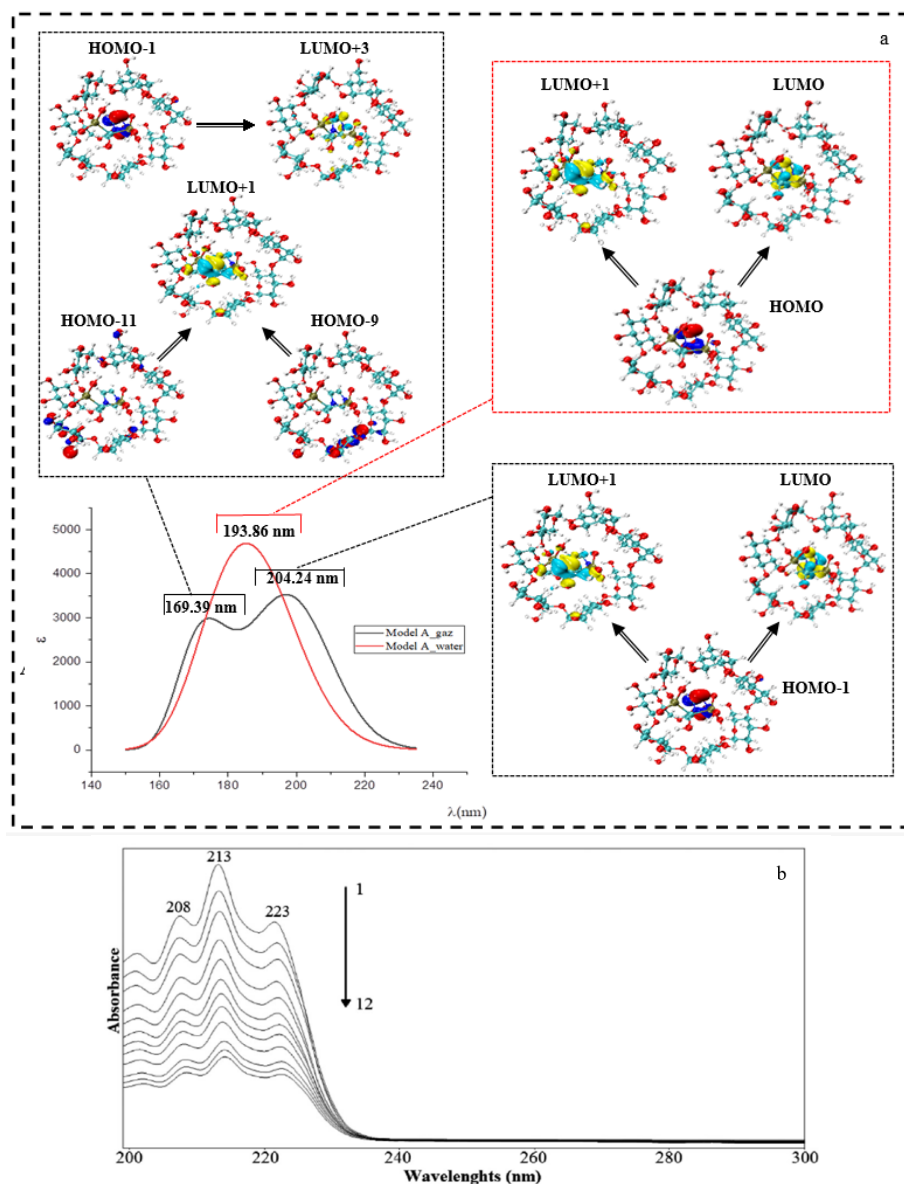 a
HOMO-1 LUMO+3
LUMO+1
HOMO-11 HOMO-9
LUMO+1 LUMO
HOMO
LUMO+1 LUMO
HOMO-1
193.86 nm
204.24 nm
169.39 nm
5000
4000
3000
2000
1000
0
ε
Model A_gaz
Model A_water
140 160 180 200 220 240
λ(nm)
b
213
208 223
1
12
Absorbance
200 220 240 260 280 300
Wavelenghts (nm)